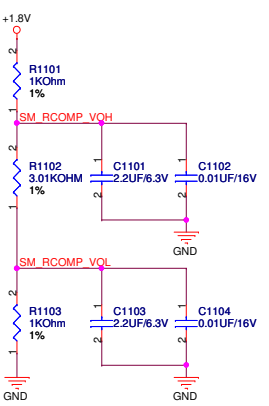 +1.8V
2
R1101
1KOhm
1%
1
SM_RCOMP_VOH
2
R1102
3.01KOHM
1%
1
1
C1101
2.2UF/6.3V
2
1
C1102
0.01UF/16V
2
GND
SM_RCOMP_VOL
2
R1103
1KOhm
1%
1
GND
1
C1103
2.2UF/6.3V
2
1
C1104
0.01UF/16V
2
GND